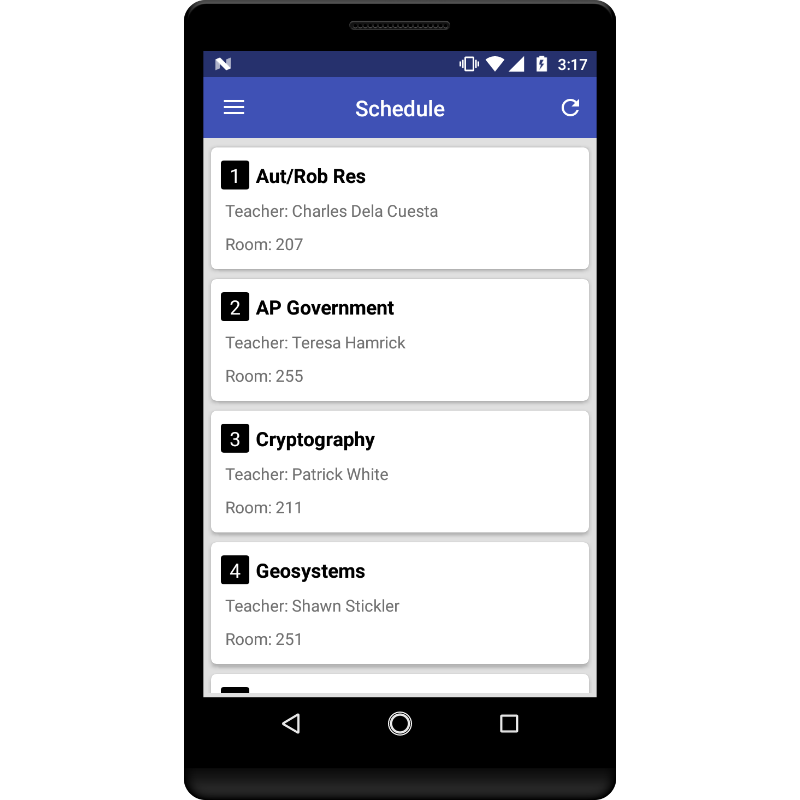 3:17
Schedule
1 Aut/Rob Res
Teacher: Charles Dela Cuesta
Room: 207
2 AP Government
Teacher: Teresa Hamrick
Room: 255
3 Cryptography
Teacher: Patrick White
Room: 211
4 Geosystems
Teacher: Shawn Stickler
Room: 251